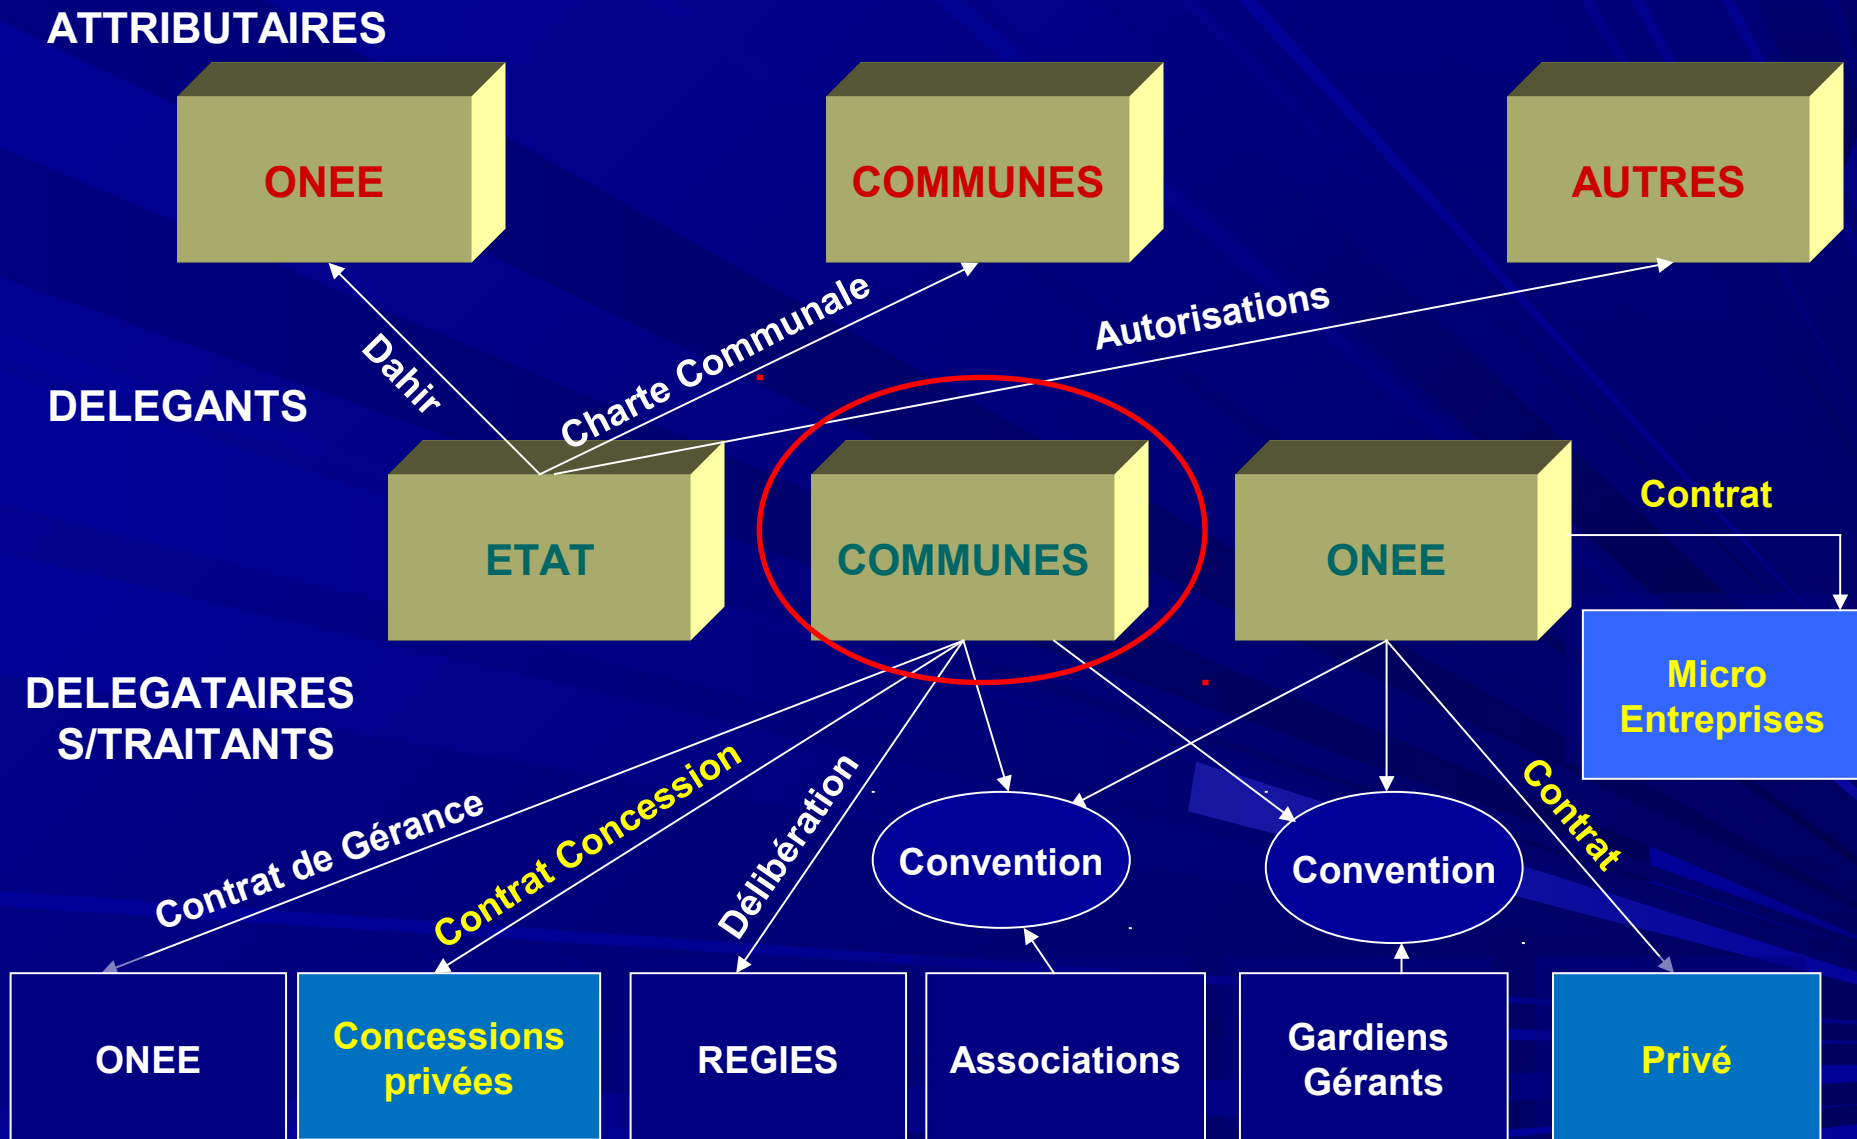 ATTRIBUTAIRES
ONEE
COMMUNES
AUTRES
Dahir
Charte Communale
Autorisations
DELEGANTS
ETAT
COMMUNES
ONEE
Contrat
Micro
Entreprises
DELEGATAIRES
S/TRAITANTS
Contrat de Gérance
Contrat Concession
Délibération
Convention
Convention
Contrat
ONEE
Concessions
privées
REGIES
Associations
Gardiens
Gérants
Privé